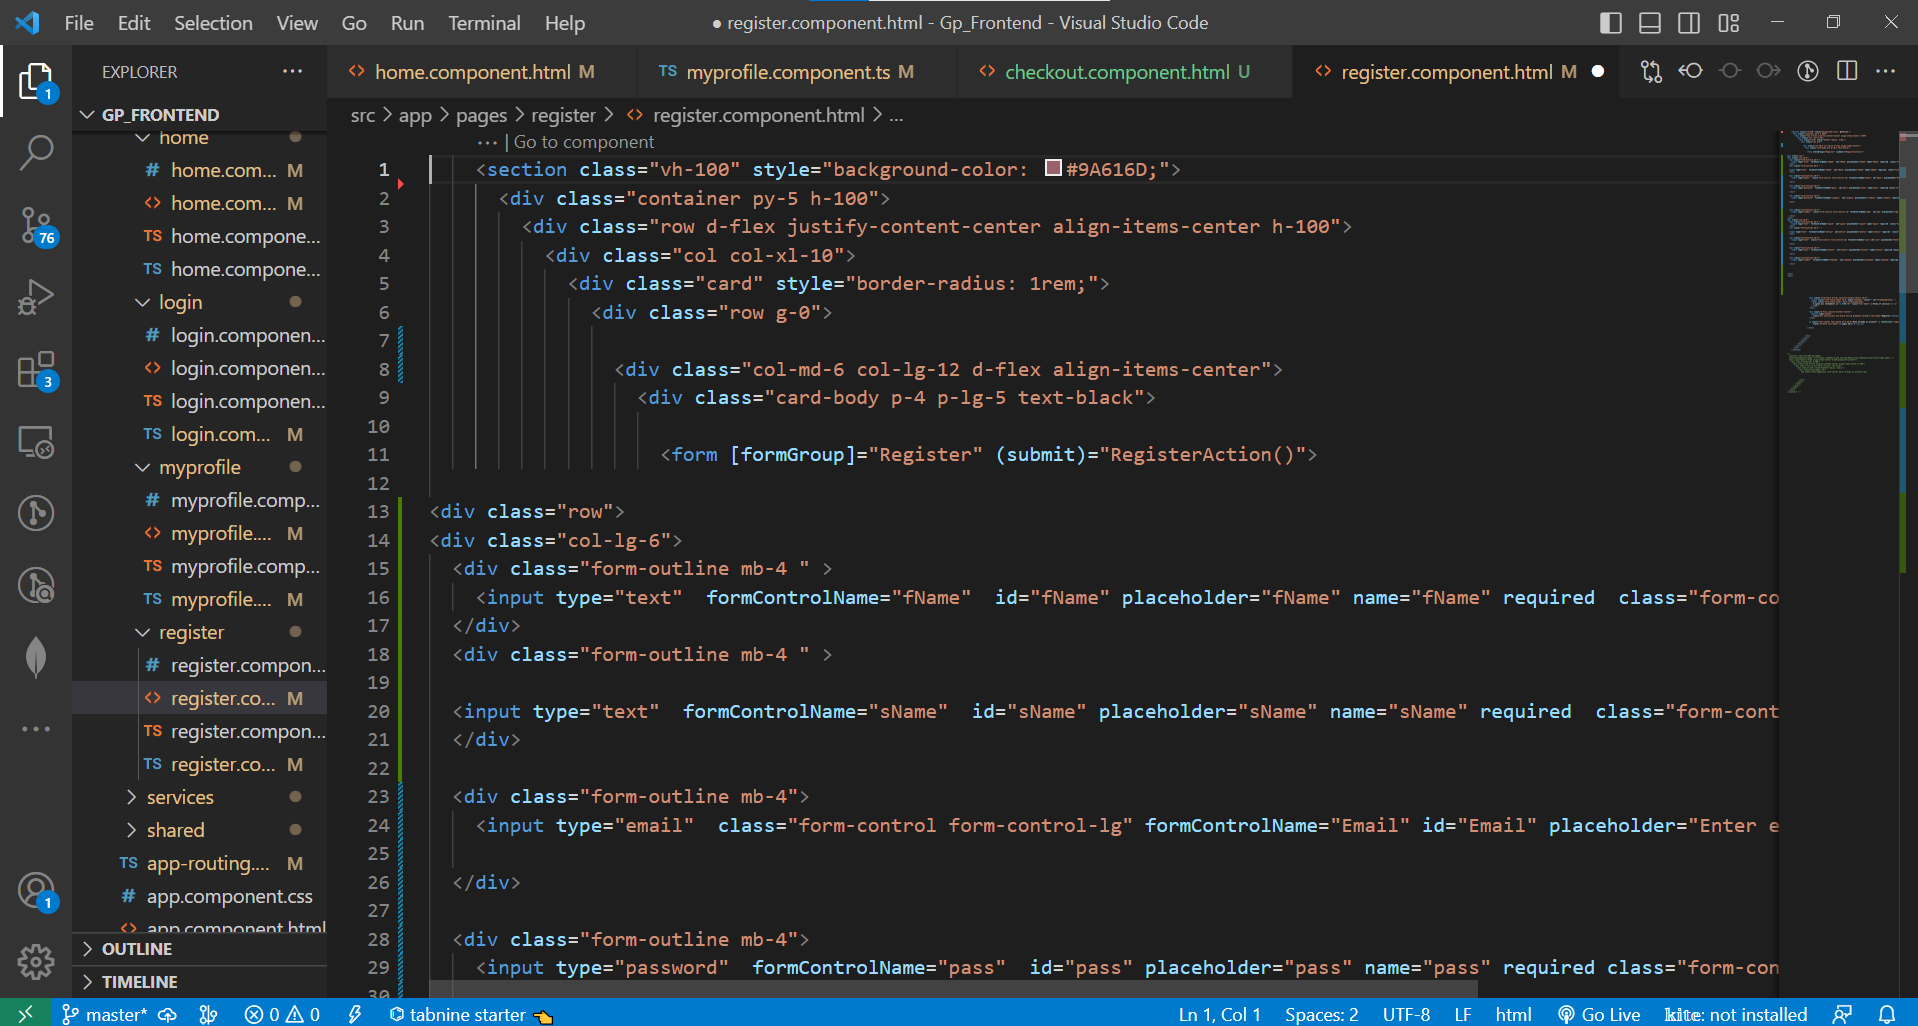 File Edit Selection View Go Run Terminal Help
● register.component.html - Gp_Frontend - Visual Studio Code
EXPLORER ···
home.component.html M
TS myprofile.component.ts M
checkout.component.html U
register.component.html M ●
GP_FRONTEND
src > app > pages > register > register.component.html > ...
home
# home.com... M
home.com... M
TS home.compone...
TS home.compone...
login
# login.componen...
login.componen...
TS login.componen...
TS login.com... M
myprofile
# myprofile.comp...
myprofile.... M
TS myprofile.comp...
TS myprofile.... M
register
# register.compon...
register.co... M
TS register.compon...
TS register.co... M
services
shared
TS app-routing.... M
# app.component.css
app.component.html
OUTLINE
TIMELINE
1
76
3
1
··· | Go to component
1 <section class="vh-100" style="background-color: #9A616D;">
2 <div class="container py-5 h-100">
3 <div class="row d-flex justify-content-center align-items-center h-100">
4 <div class="col col-xl-10">
5 <div class="card" style="border-radius: 1rem;">
6 <div class="row g-0">
7
8 <div class="col-md-6 col-lg-12 d-flex align-items-center">
9 <div class="card-body p-4 p-lg-5 text-black">
10
11 <form [formGroup]="Register" (submit)="RegisterAction()">
12
13 <div class="row">
14 <div class="col-lg-6">
15 <div class="form-outline mb-4 " >
16 <input type="text"  formControlName="fName"  id="fName" placeholder="fName" name="fName" required  class="form-co
17 </div>
18 <div class="form-outline mb-4 " >
19
20 <input type="text"  formControlName="sName"  id="sName" placeholder="sName" name="sName" required  class="form-cont
21 </div>
22
23 <div class="form-outline mb-4">
24 <input type="email"  class="form-control form-control-lg" formControlName="Email" id="Email" placeholder="Enter e
25
26 </div>
27
28 <div class="form-outline mb-4">
29 <input type="password"  formControlName="pass"  id="pass" placeholder="pass" name="pass" required class="form-con
30
master* 0 0 tabnine starter 👈 Ln 1, Col 1 Spaces: 2 UTF-8 LF html Go Live kite: not installed